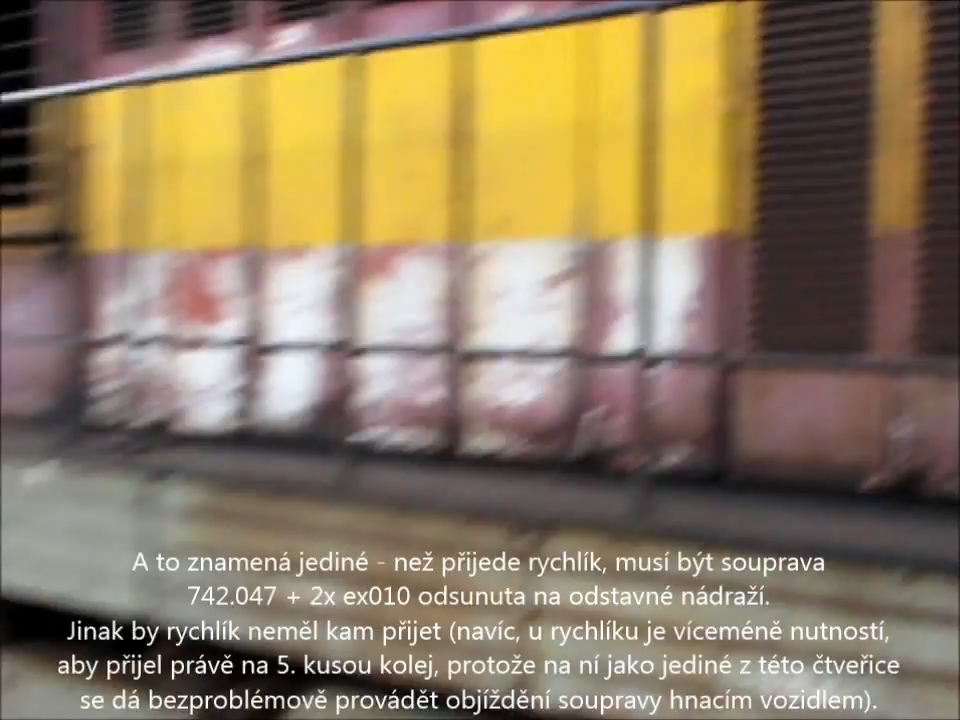 A to znamená jediné - než přijede rychlík, musí být souprava
742.047 + 2x ex010 odsunuta na odstavné nádraží.
Jinak by rychlík neměl kam přijet (navíc, u rychlíku je víceméně nutností,
aby přijel právě na 5. kusou kolej, protože na ní jako jediné z této čtveřice
se dá bezproblémově provádět objíždění soupravy hnacím vozidlem).